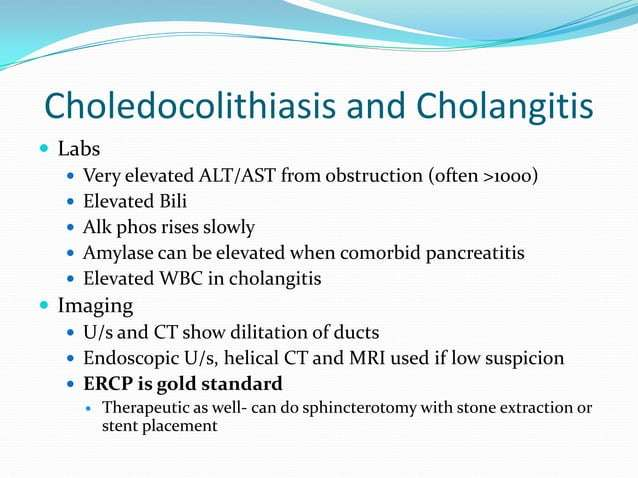 Choledocolithiasis and Cholangitis
Labs
Very elevated ALT/AST from obstruction (often >1000)
Elevated Bili
Alk phos rises slowly
Amylase can be elevated when comorbid pancreatitis
Elevated WBC in cholangitis
Imaging
U/s and CT show dilitation of ducts
Endoscopic U/s, helical CT and MRI used if low suspicion
ERCP is gold standard
Therapeutic as well- can do sphincterotomy with stone extraction or
stent placement